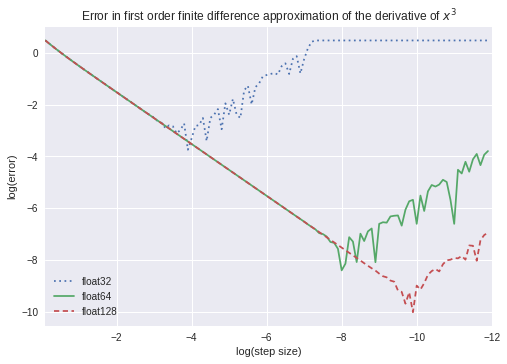 Error in first order finite difference approximation of the derivative of x³
log(error)
0
−2
−4
−6
−8
−10
float32
float64
float128
−2
−4
−6
−8
−10
−12
log(step size)